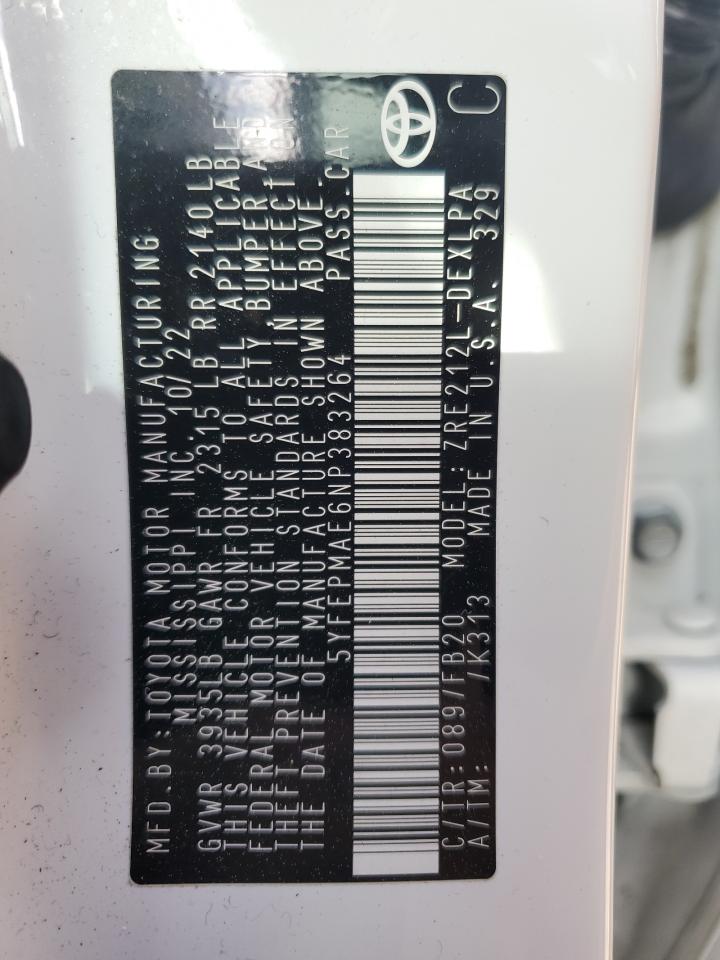 MFD.BY:TOYOTA MOTOR MANUFACTURING
MISSISSIPPI INC. 10/22
GVWR 3935LB GAWR FR 2315 LB RR 2140LB
THIS VEHICLE CONFORMS TO ALL APPLICABLE
FEDERAL MOTOR VEHICLE SAFETY, BUMPER AND
THEFT PREVENTION STANDARDS IN EFFECT ON
THE DATE OF MANUFACTURE SHOWN ABOVE.
5YFEPMAE6NP383264 PASS.CAR
C/TR:089/FB20 MODEL:ZRE212L-DEXLPA
A/TM: /K313 MADE IN U.S.A. 329
C